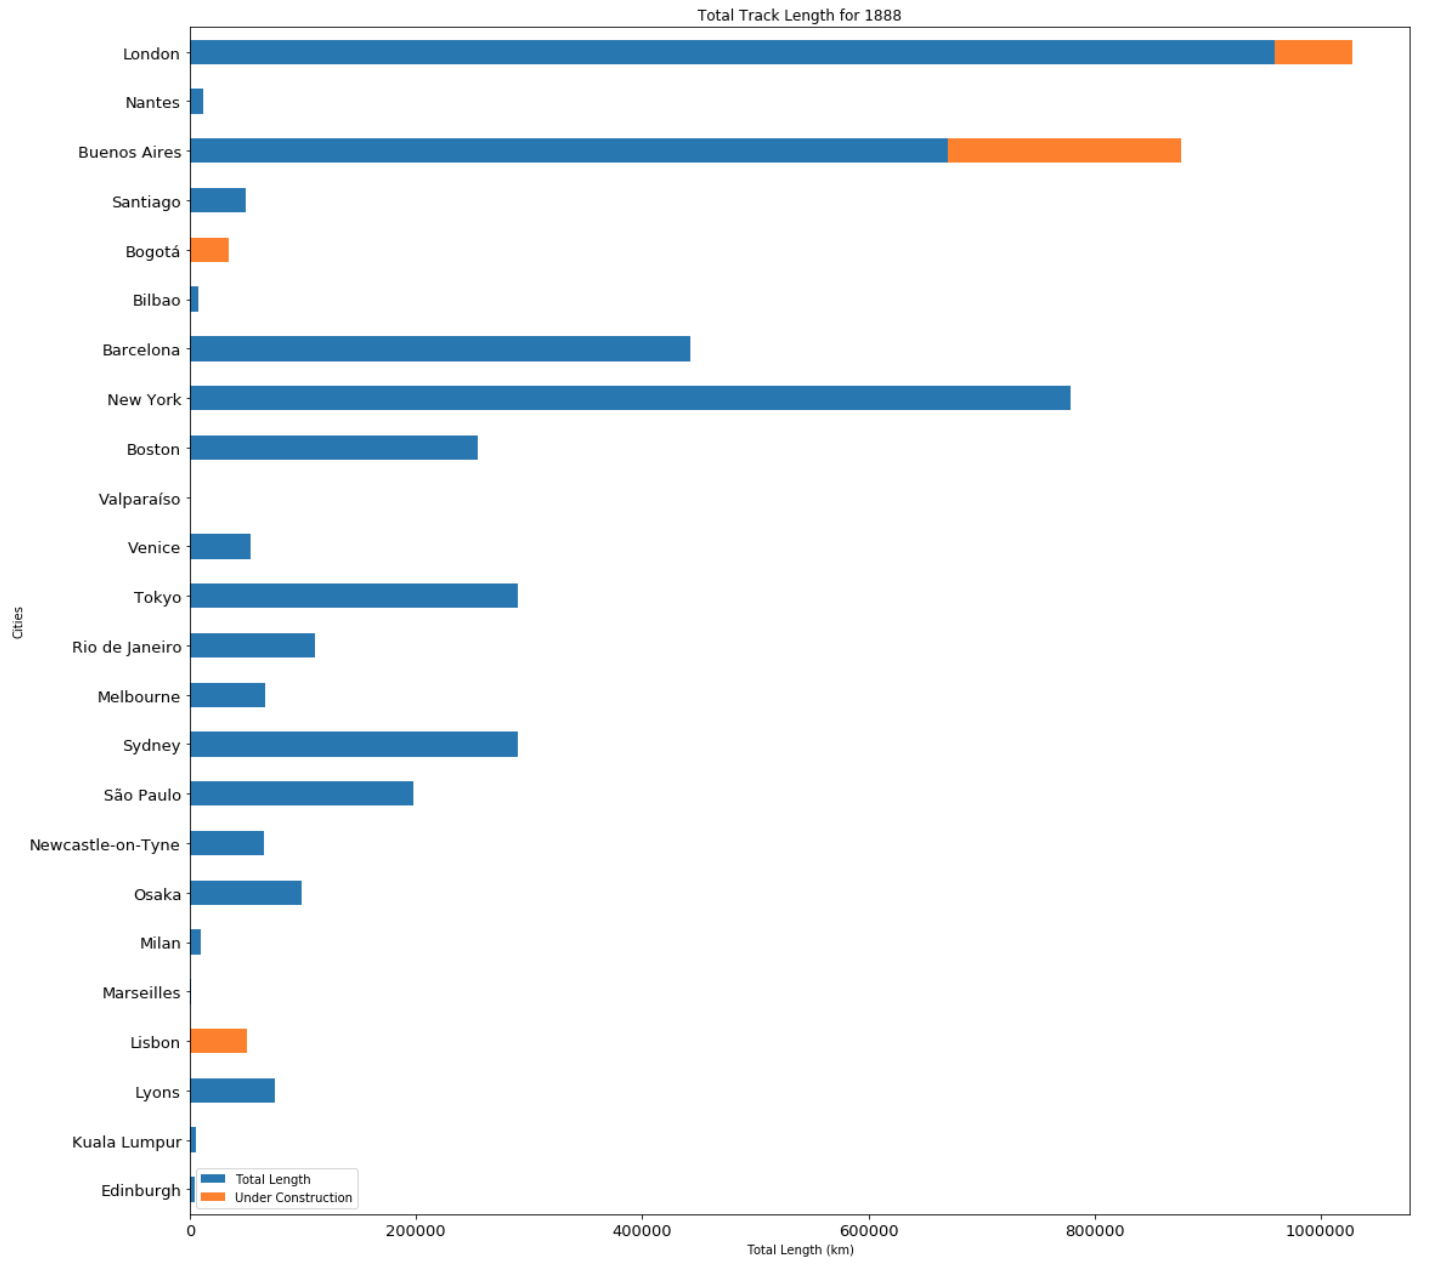 Total Track Length for 1888
London
Nantes
Buenos Aires
Santiago
Bogotá
Bilbao
Barcelona
New York
Boston
Valparaíso
Venice
Tokyo
Rio de Janeiro
Melbourne
Sydney
São Paulo
Newcastle-on-Tyne
Osaka
Milan
Marseilles
Lisbon
Lyons
Kuala Lumpur
Edinburgh
Cities
Total Length
Under Construction
0 200000 400000 600000 800000 1000000
Total Length (km)